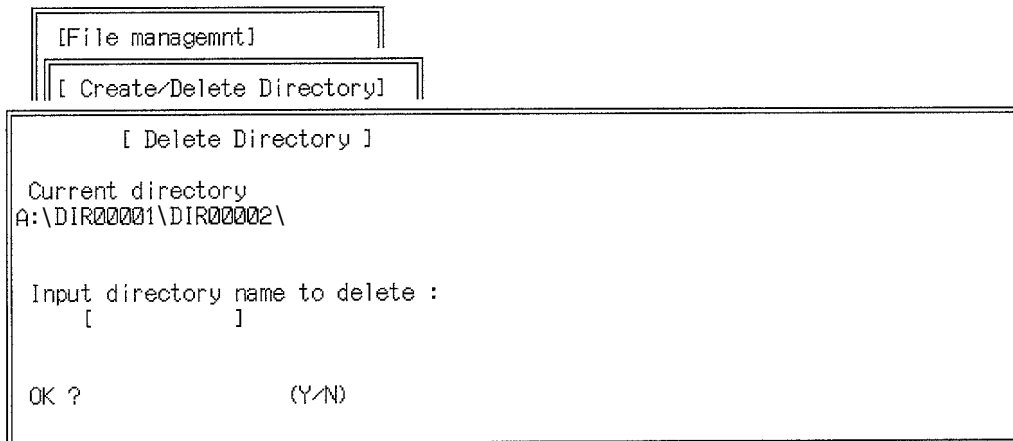 [File managemnt]
[ Create/Delete Directory]
[ Delete Directory ]
Current directory
A:\DIR00001\DIR00002\
Input directory name to delete :
[ ]
OK ? (Y/N)